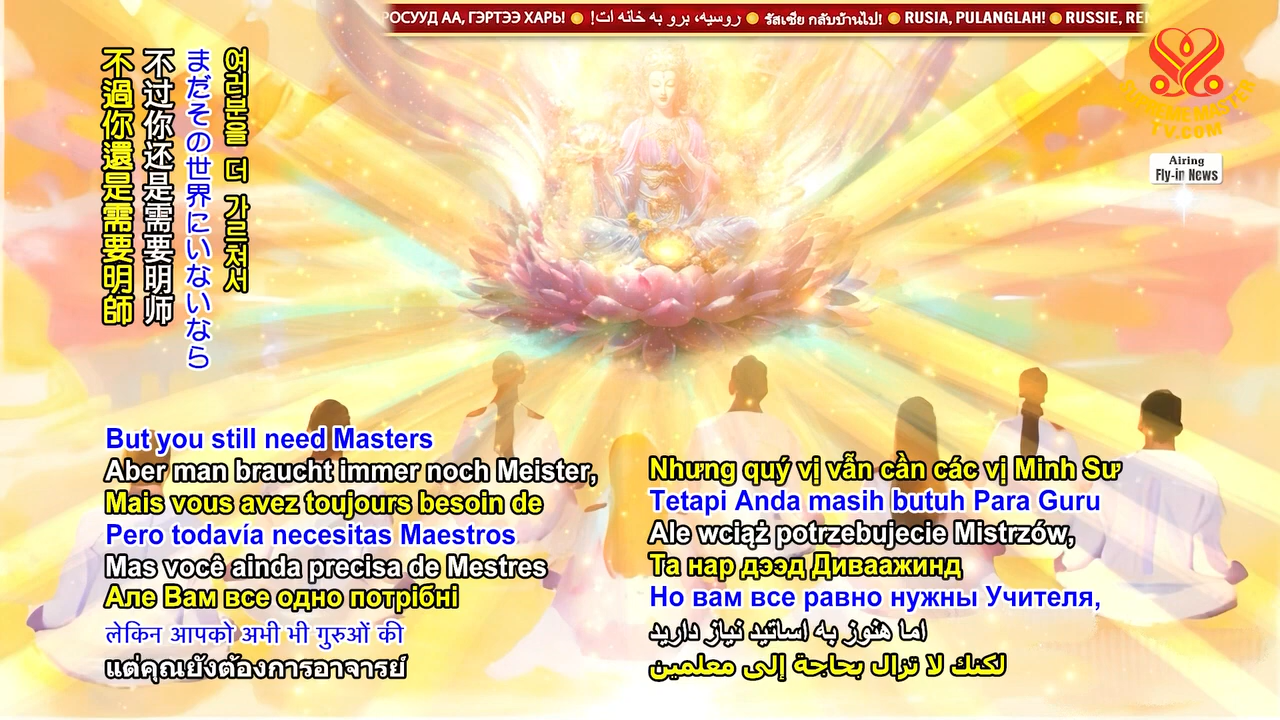 РОСУУД АА, ГЭРТЭЭ ХАРЬ! روسیه، برو به خانه ات! รัสเซีย กลับบ้านไป! RUSIA, PULANGLAH! RUSSIE, REN
SUPREME MASTER
TV.COM
Airing
Fly-in News
不過你還是需要明師
不过你还是需要明师
まだその世界にいないなら
여러분을 더 가르쳐서
But you still need Masters
Aber man braucht immer noch Meister,
Mais vous avez toujours besoin de
Pero todavía necesitas Maestros
Mas você ainda precisa de Mestres
Але Вам все одно потрібні
लेकिन आपको अभी भी गुरुओं की
แต่คุณยังต้องการอาจารย์
Nhưng quý vị vẫn cần các vị Minh Sư
Tetapi Anda masih butuh Para Guru
Ale wciąż potrzebujecie Mistrzów,
Та нар дээд Диваажинд
Но вам все равно нужны Учителя,
اما هنوز به اساتید نیاز دارید
لكنك لا تزال بحاجة إلى معلمين